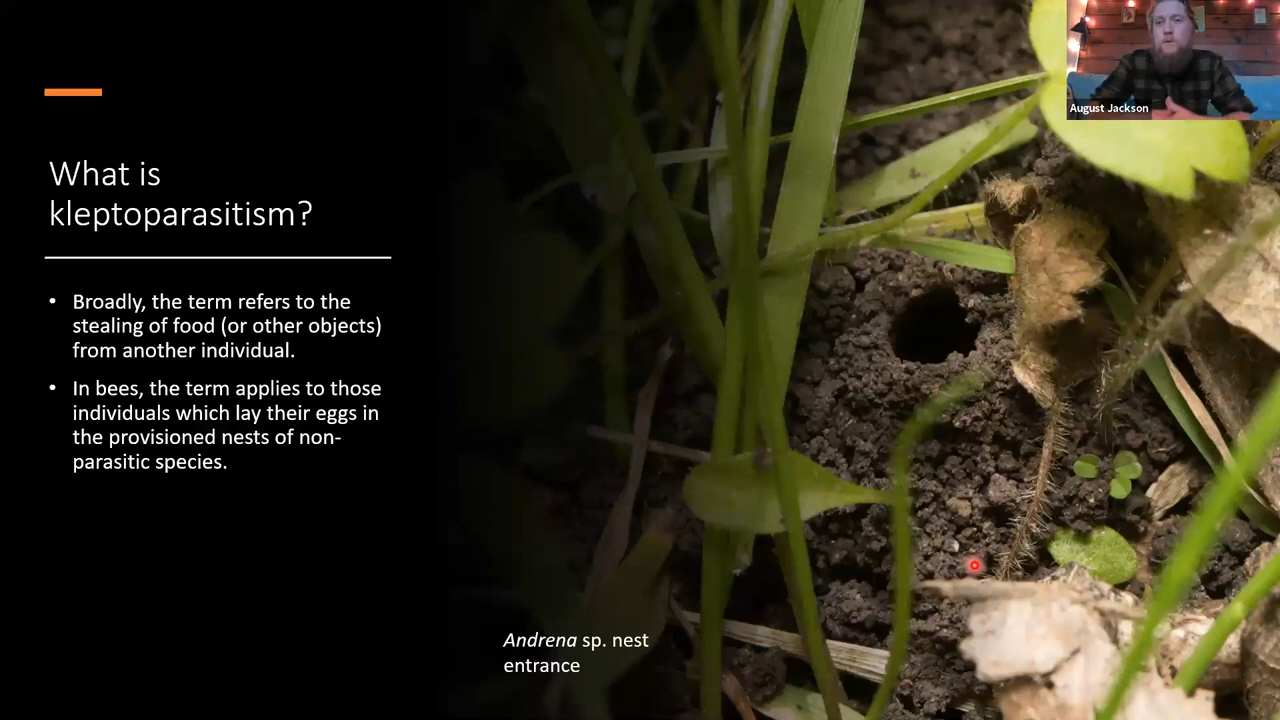 What is
kleptoparasitism?
• Broadly, the term refers to the
stealing of food (or other objects)
from another individual.
• In bees, the term applies to those
individuals which lay their eggs in
the provisioned nests of non-
parasitic species.
Andrena sp. nest
entrance
August Jackson